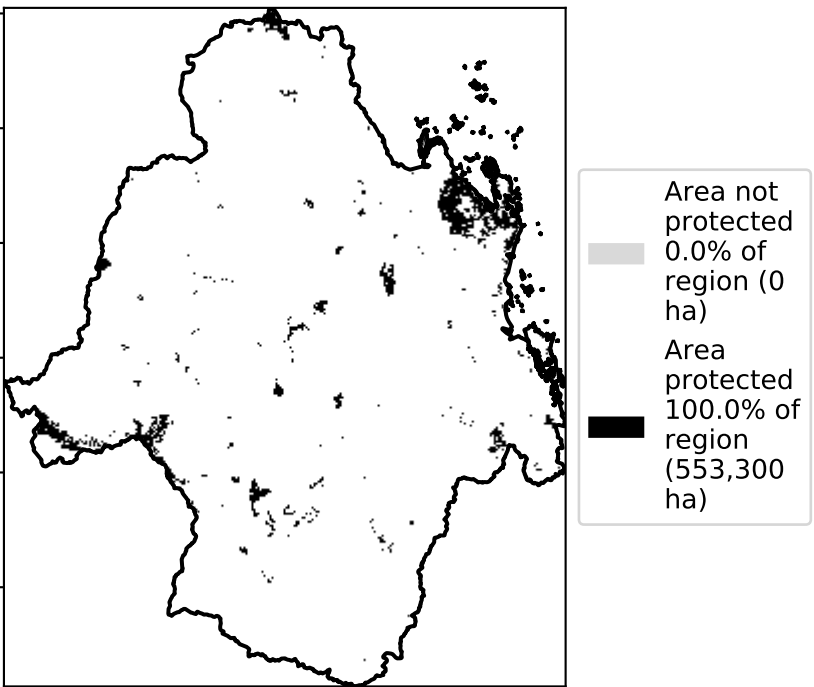 Area not
protected
0.0% of
region (0
ha)
Area
protected
100.0% of
region
(553,300
ha)